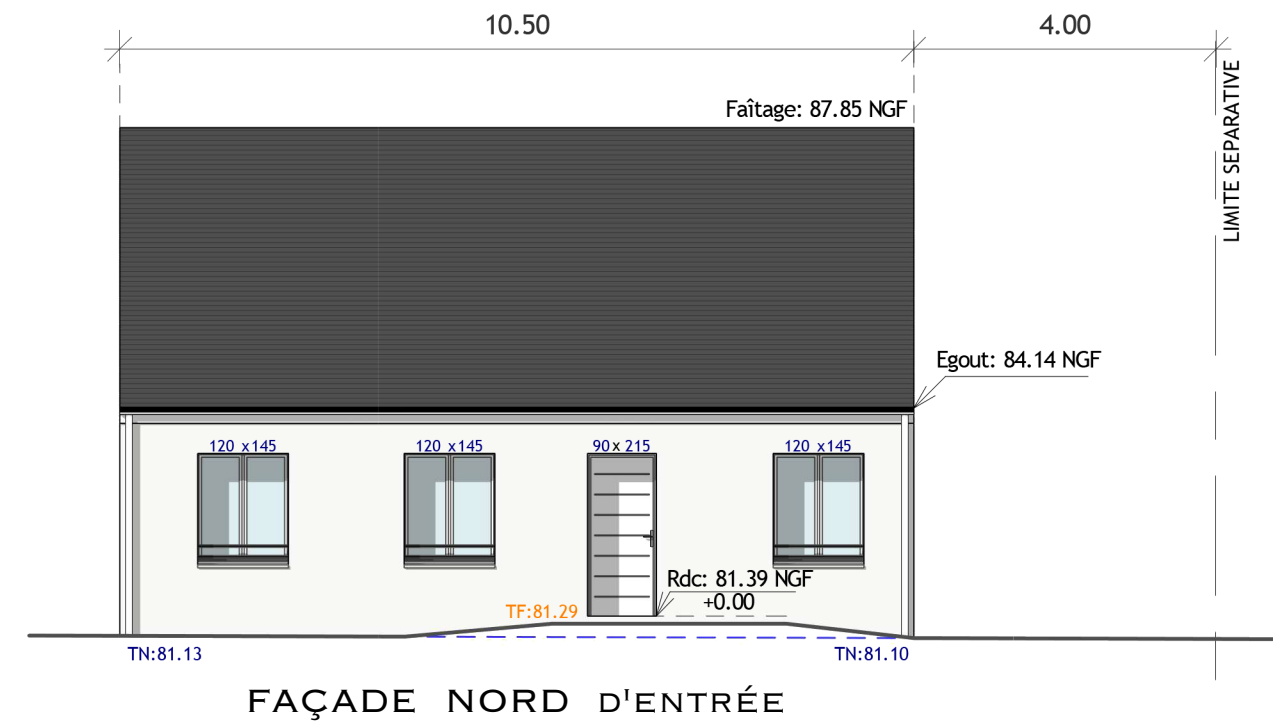 10.50
4.00
LIMITE SEPARATIVE
Faîtage: 87.85 NGF
Egout: 84.14 NGF
120 x145
120 x145
90x 215
120 x145
Rdc: 81.39 NGF
+0.00
TF:81.29
TN:81.13
TN:81.10
FAÇADE NORD D'ENTRÉE